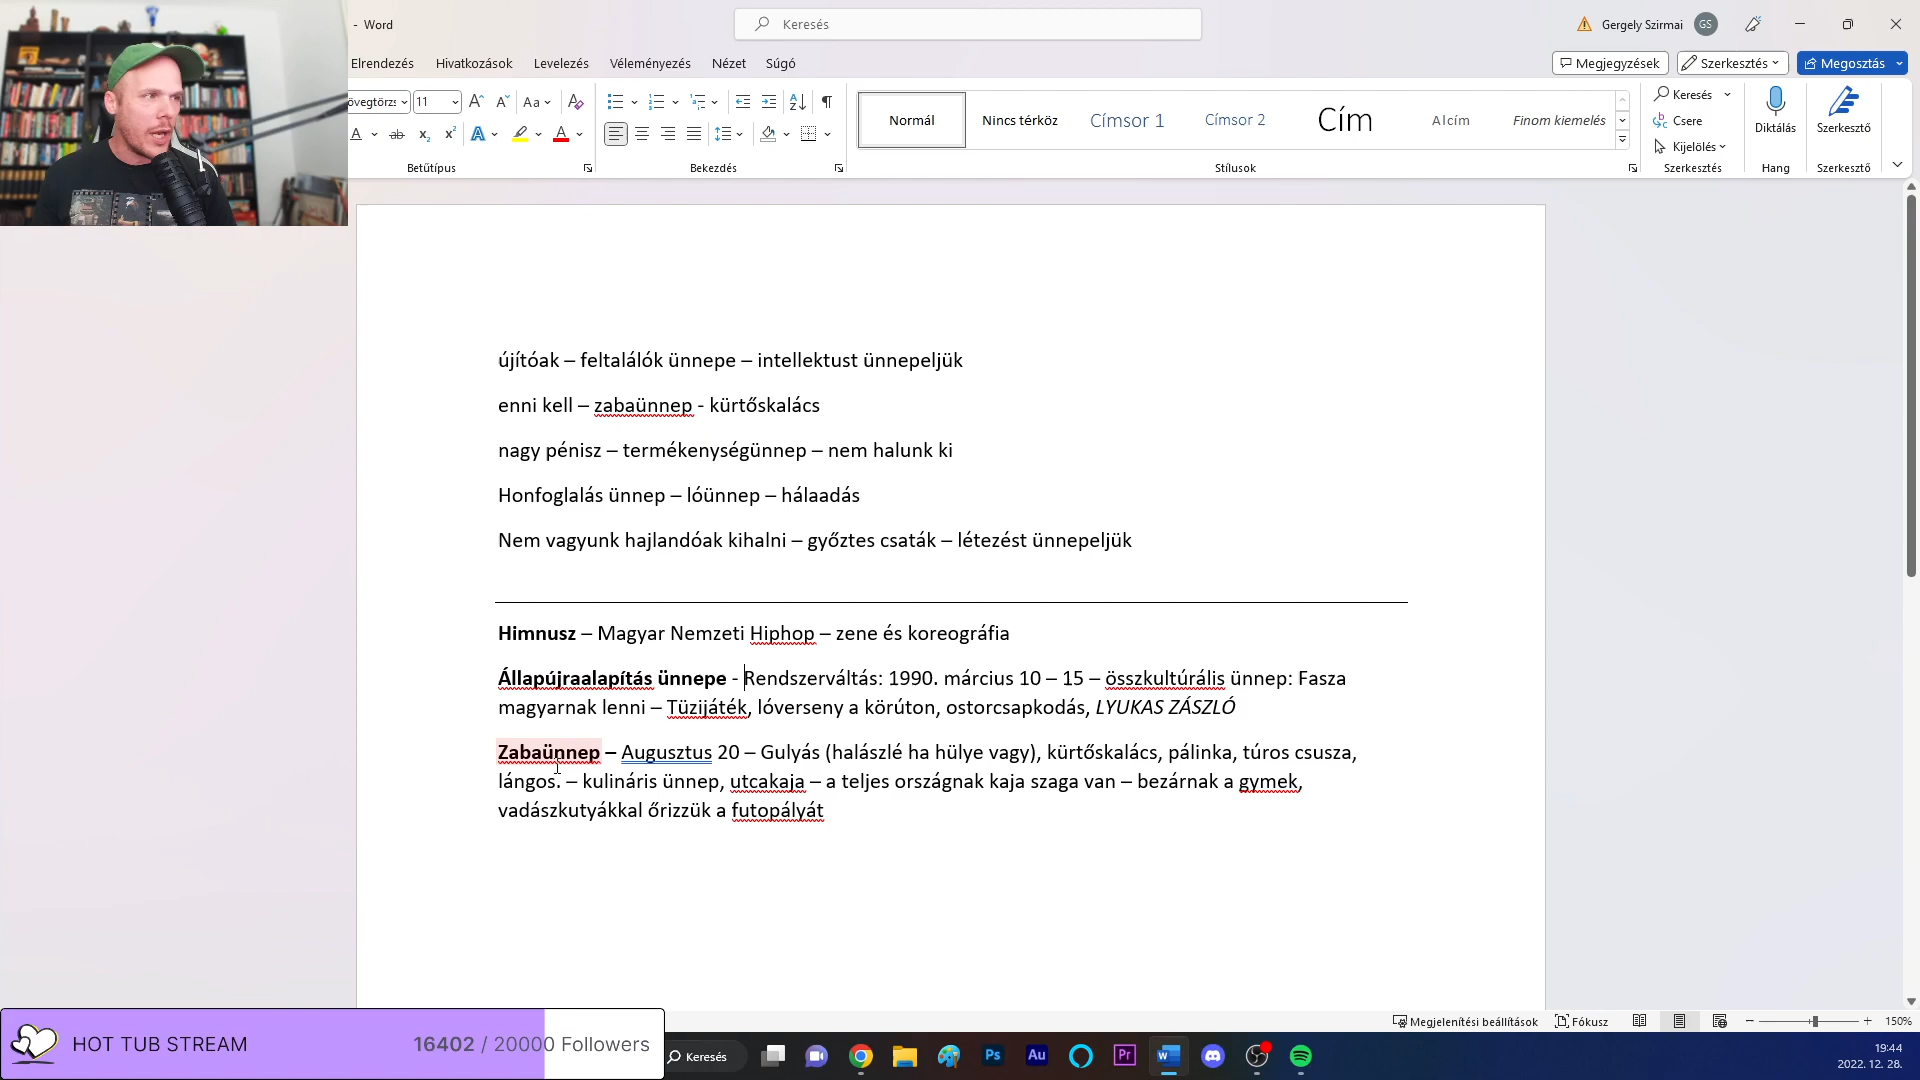 - Word
Keresés
Gergely Szirmai
GS
Elrendezés Hivatkozások Levelezés Véleményezés Nézet Súgó
Megjegyzések Szerkesztés Megosztás
övegtörzs 11 Aa
Normál Nincs térköz Címsor 1 Címsor 2 Cím Alcím Finom kiemelés
Keresés
Csere
Kijelölés
Diktálás
Szerkesztő
Betűtípus Bekezdés Stílusok Szerkesztés Hang Szerkesztő
újítóak – feltalálók ünnepe – intellektust ünnepeljük
enni kell – zabaünnep - kürtőskalács
nagy pénisz – termékenységünnep – nem halunk ki
Honfoglalás ünnep – lóünnep – hálaadás
Nem vagyunk hajlandóak kihalni – győztes csaták – létezést ünnepeljük
Himnusz – Magyar Nemzeti Hiphop – zene és koreográfia
Állapújraalapítás ünnepe - Rendszerváltás: 1990. március 10 – 15 – összkultúrális ünnep: Fasza
magyarnak lenni – Tüzijáték, lóverseny a körúton, ostorcsapkodás, LYUKAS ZÁSZLÓ
Zabaünnep – Augusztus 20 – Gulyás (halászlé ha hülye vagy), kürtőskalács, pálinka, túros csusza,
lángos. – kulináris ünnep, utcakaja – a teljes országnak kaja szaga van – bezárnak a gymek,
vadászkutyákkal őrizzük a futopályát
Megjelenítési beállítások Fókusz 150%
HOT TUB STREAM 16402 / 20000 Followers
Keresés
Ps Au Pr W
19:44
2022. 12. 28.